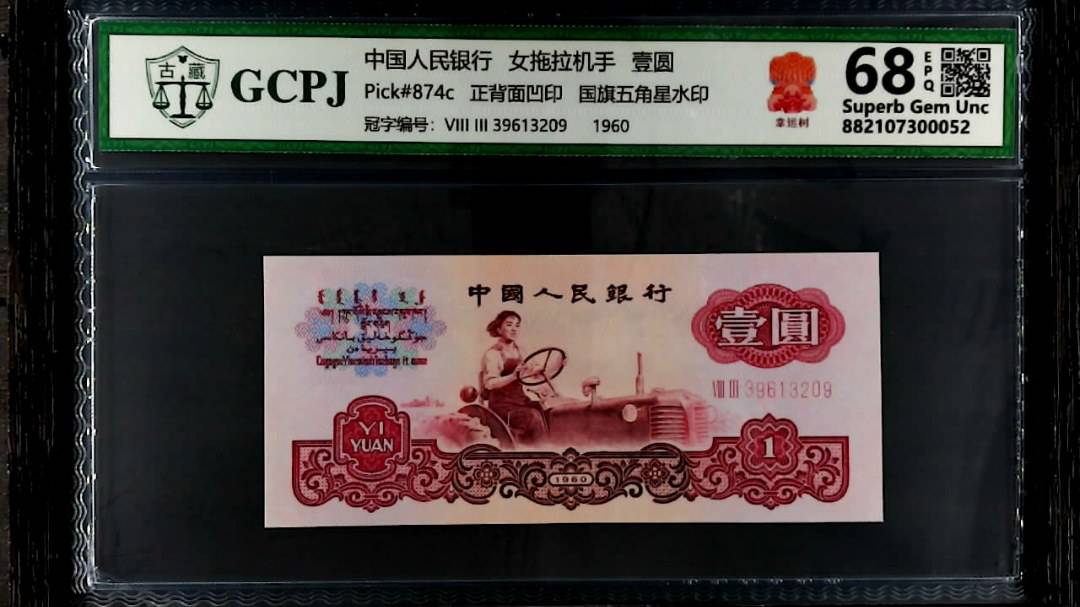 古藏
GCPJ
中国人民银行 女拖拉机手 壹圆
Pick#874c 正背面凹印 国旗五角星水印
冠字编号：VIII III 39613209 1960
幸运树
68 EPQ
Superb Gem Unc
882107300052
中國人民銀行
壹圓
VIII III 39613209
YI
YUAN
1
1960